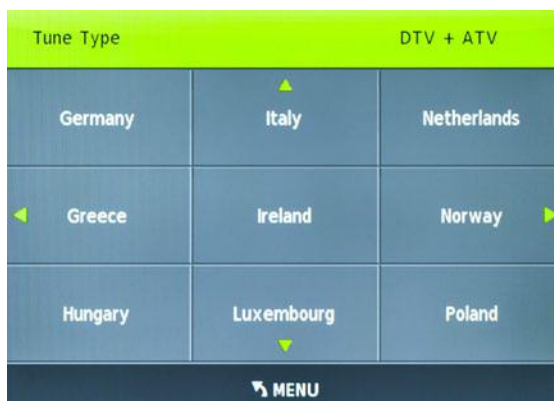 Tune Type DTV + ATV
Germany Italy Netherlands
Greece Ireland Norway
Hungary Luxembourg Poland
MENU